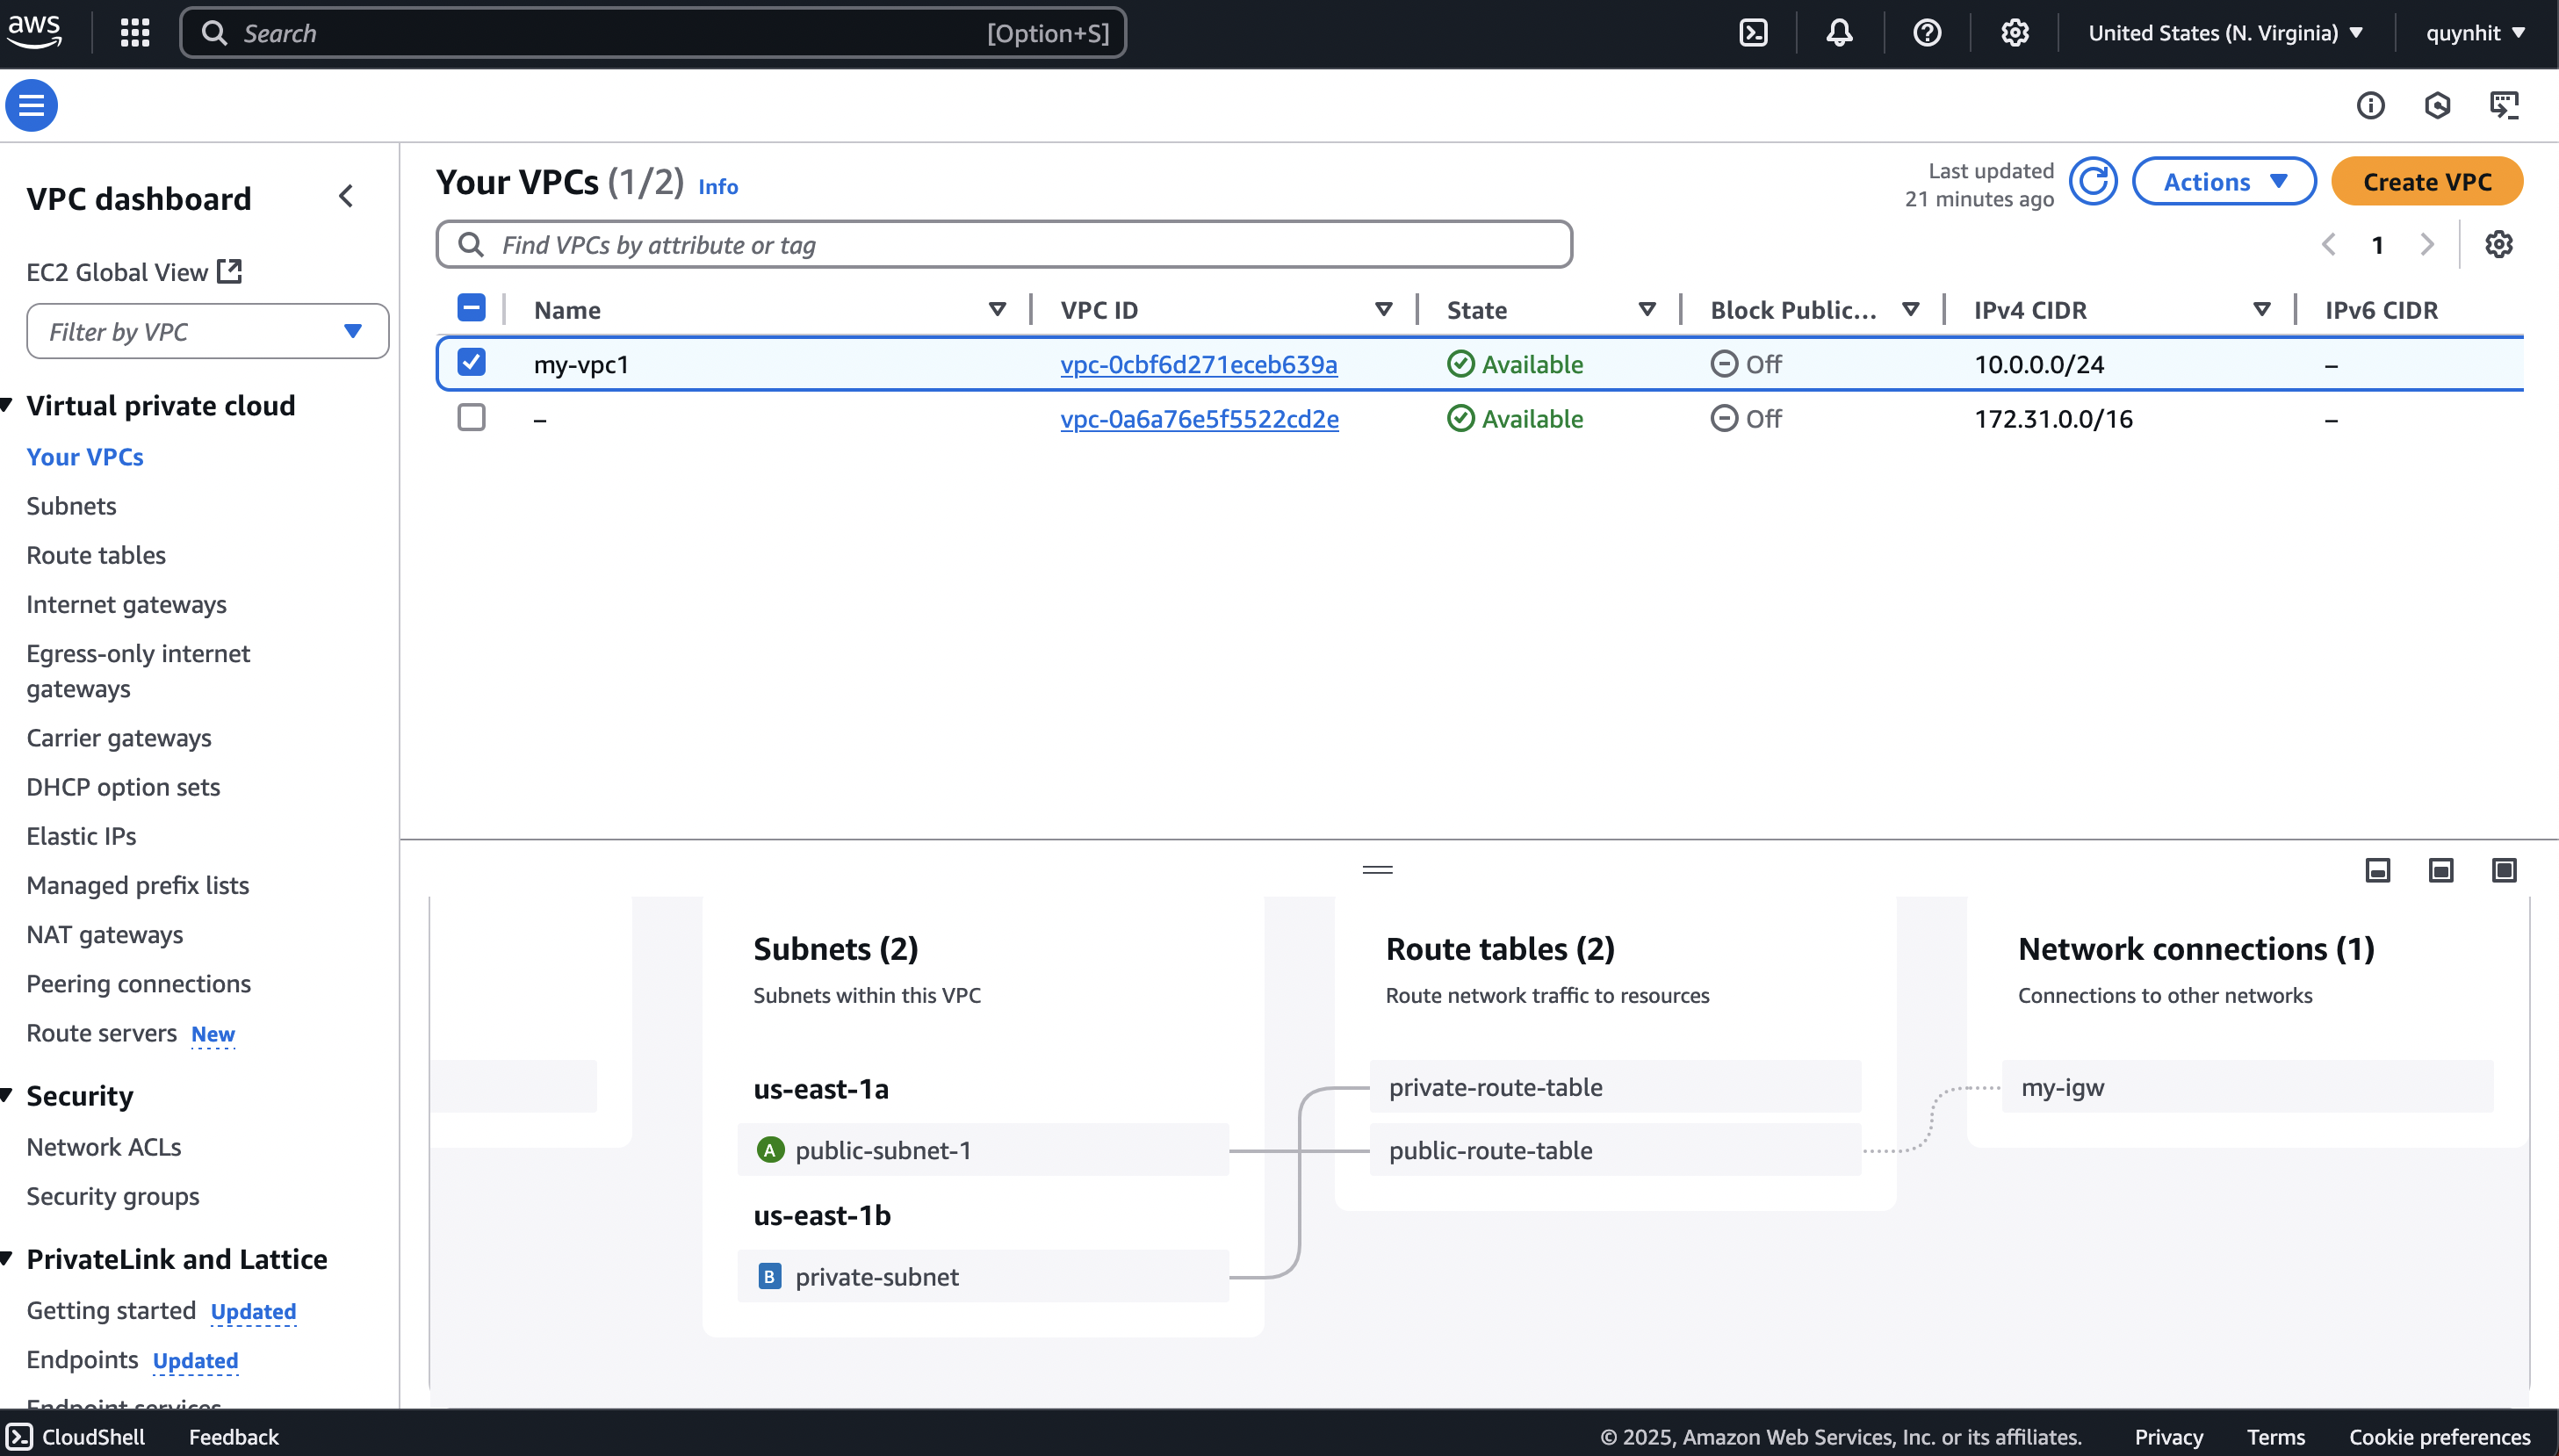 aws
Search
[Option+S]
United States (N. Virginia)
quynhit
VPC dashboard
EC2 Global View
Filter by VPC
Virtual private cloud
Your VPCs
Subnets
Route tables
Internet gateways
Egress-only internet
gateways
Carrier gateways
DHCP option sets
Elastic IPs
Managed prefix lists
NAT gateways
Peering connections
Route servers New
Security
Network ACLs
Security groups
PrivateLink and Lattice
Getting started Updated
Endpoints Updated
Endpoint services
Your VPCs (1/2) Info
Last updated
21 minutes ago
Actions
Create VPC
Find VPCs by attribute or tag
1
Name VPC ID State Block Public... IPv4 CIDR IPv6 CIDR
my-vpc1 vpc-0cbf6d271eceb639a Available Off 10.0.0.0/24 –
– vpc-0a6a76e5f5522cd2e Available Off 172.31.0.0/16 –
Subnets (2)
Subnets within this VPC
us-east-1a
A public-subnet-1
us-east-1b
B private-subnet
Route tables (2)
Route network traffic to resources
private-route-table
public-route-table
Network connections (1)
Connections to other networks
my-igw
CloudShell Feedback
© 2025, Amazon Web Services, Inc. or its affiliates. Privacy Terms Cookie preferences